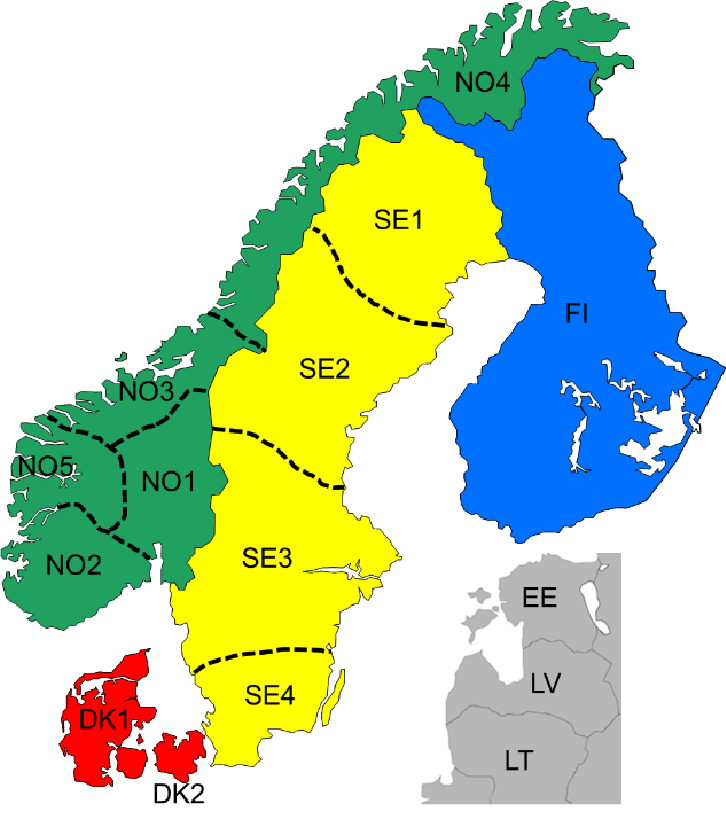 NO4
SE1
FI
SE2
NO3
NO5
NO1
SE3
NO2
EE
LV
SE4
DK1
LT
DK2